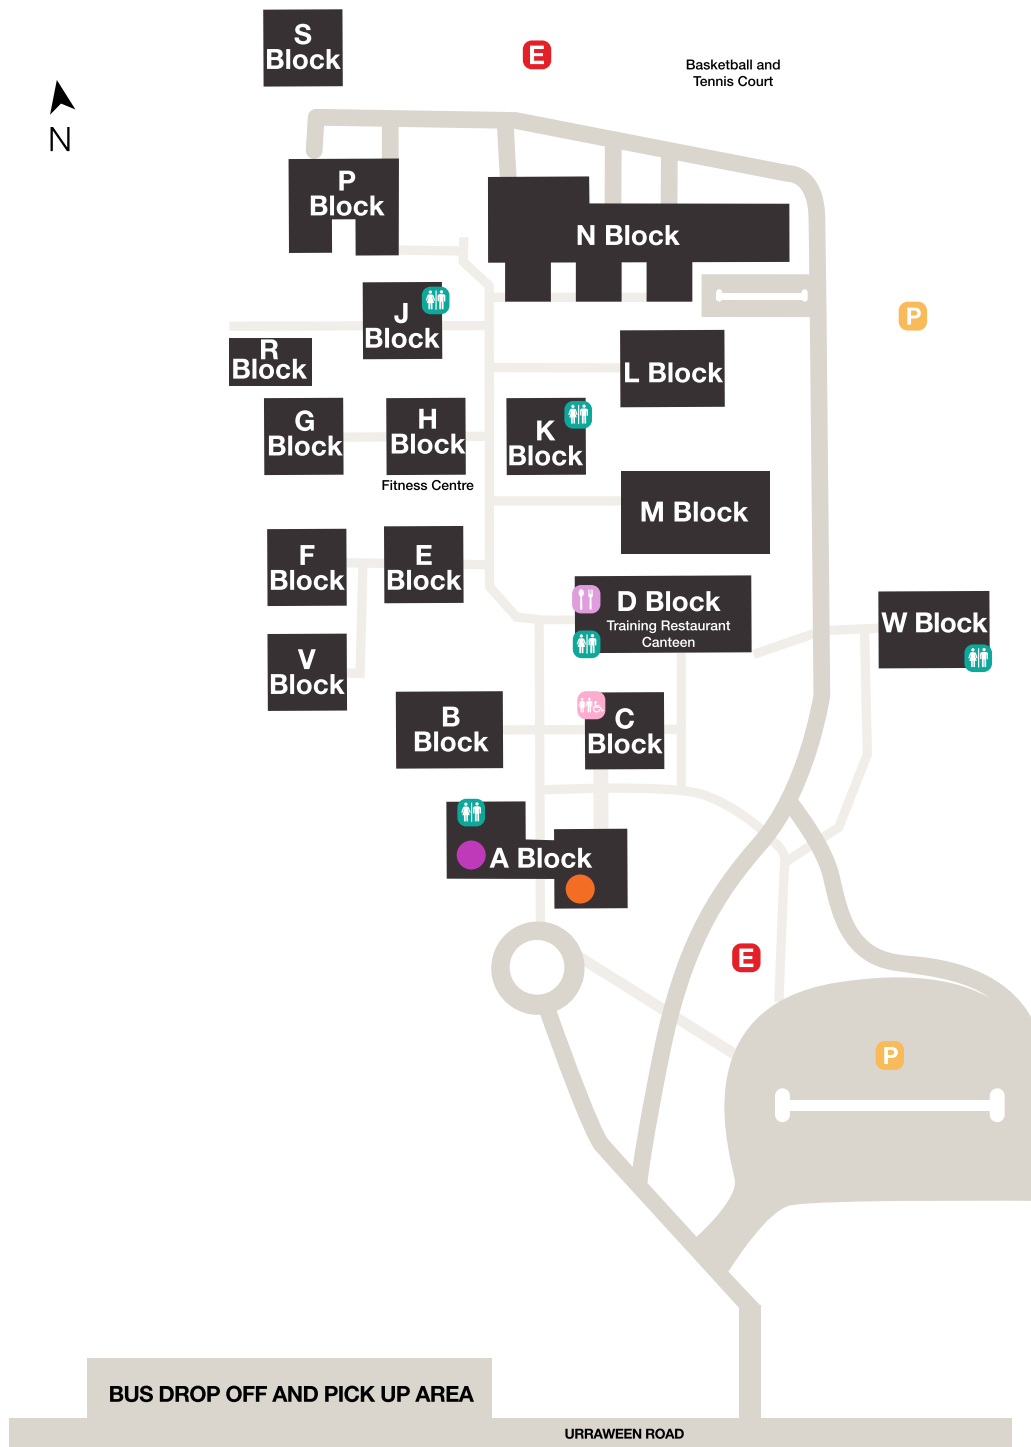 S
Block
E
Basketball and
Tennis Court
N
P
Block
N Block
J
Block
P
R
Block
L Block
G
Block
H
Block
K
Block
Fitness Centre
M Block
F
Block
E
Block
D Block
Training Restaurant
Canteen
W Block
V
Block
B
Block
C
Block
A Block
E
P
BUS DROP OFF AND PICK UP AREA
URRAWEEN ROAD